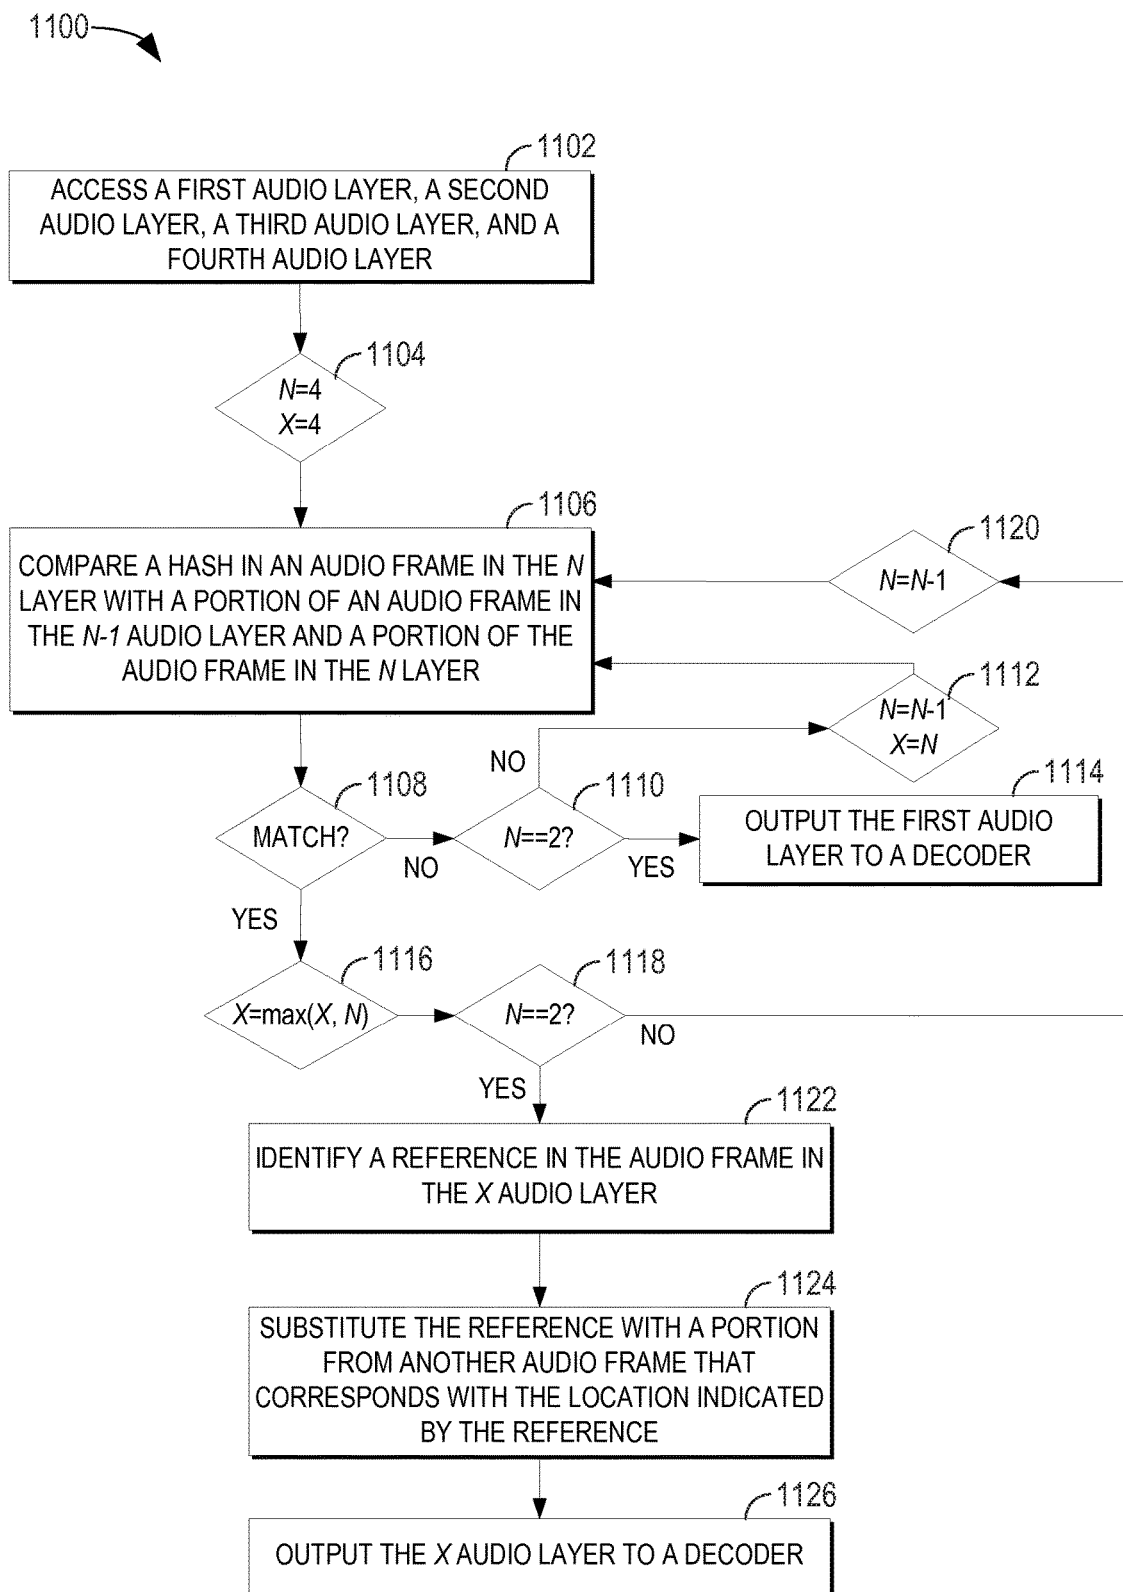 1100
1102
ACCESS A FIRST AUDIO LAYER, A SECOND
AUDIO LAYER, A THIRD AUDIO LAYER, AND A
FOURTH AUDIO LAYER
1104
N=4
X=4
1106
COMPARE A HASH IN AN AUDIO FRAME IN THE N
LAYER WITH A PORTION OF AN AUDIO FRAME IN
THE N-1 AUDIO LAYER AND A PORTION OF THE
AUDIO FRAME IN THE N LAYER
1120
N=N-1
1112
N=N-1
X=N
NO
1108
MATCH?
NO
1110
N==2?
YES
1114
OUTPUT THE FIRST AUDIO
LAYER TO A DECODER
YES
1116
X=max(X, N)
1118
N==2?
NO
YES
1122
IDENTIFY A REFERENCE IN THE AUDIO FRAME IN
THE X AUDIO LAYER
1124
SUBSTITUTE THE REFERENCE WITH A PORTION
FROM ANOTHER AUDIO FRAME THAT
CORRESPONDS WITH THE LOCATION INDICATED
BY THE REFERENCE
1126
OUTPUT THE X AUDIO LAYER TO A DECODER